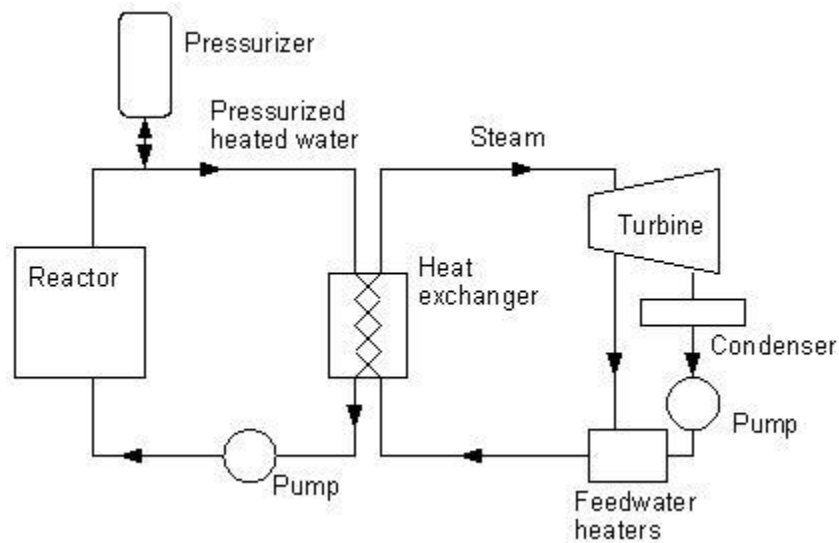 Pressurizer
Pressurized
heated water
Steam
Turbine
Reactor
Heat
exchanger
Condenser
Pump
Pump
Feedwater
heaters